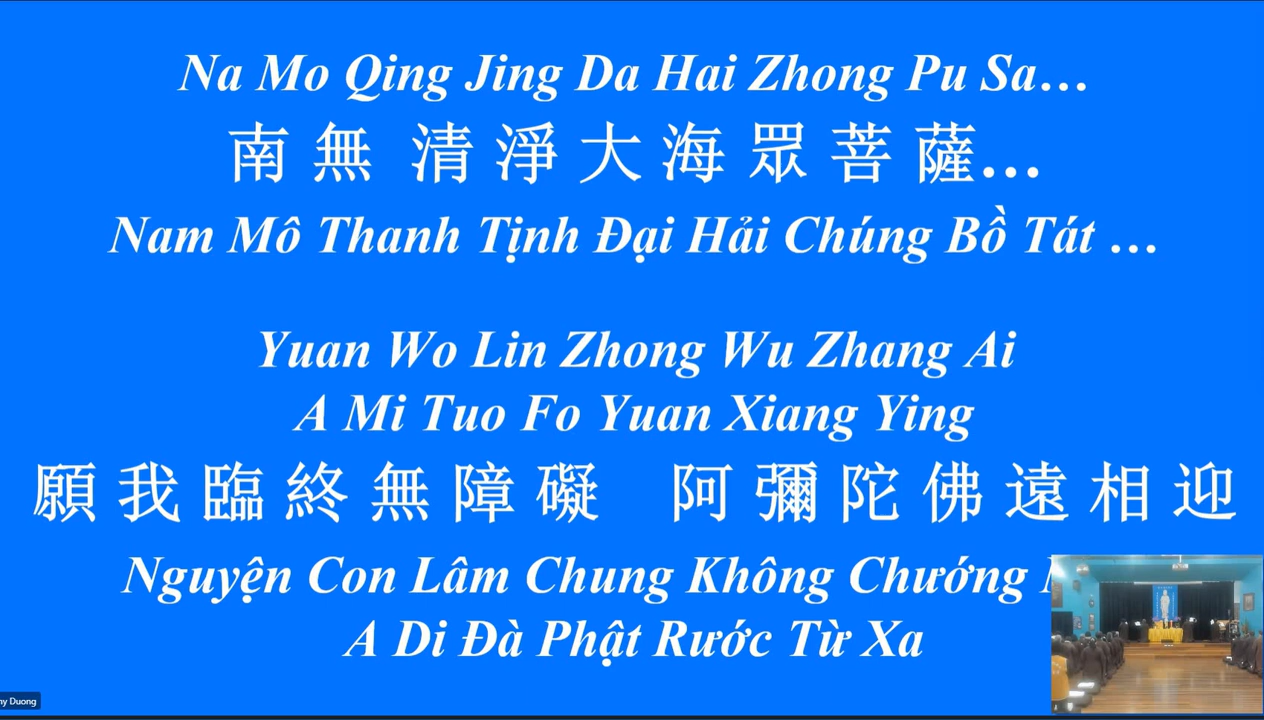 Na Mo Qing Jing Da Hai Zhong Pu Sa…
南 無 清 淨 大 海 眾 菩 薩…
Nam Mô Thanh Tịnh Đại Hải Chúng Bồ Tát …
Yuan Wo Lin Zhong Wu Zhang Ai
A Mi Tuo Fo Yuan Xiang Ying
願 我 臨 終 無 障 礙 阿 彌 陀 佛 遠 相 迎
Nguyện Con Lâm Chung Không Chướng
A Di Đà Phật Rước Từ Xa
ny Duong